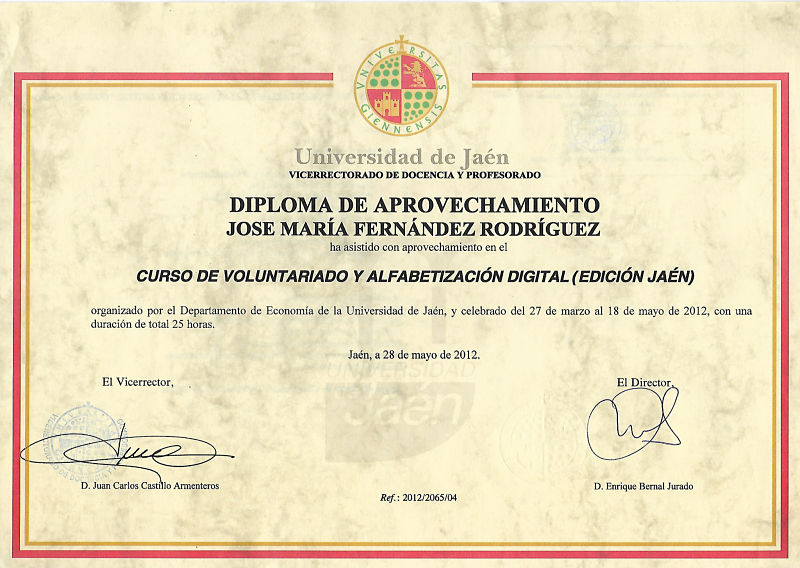 UNIVERSITAS GIENNENSIS
Universidad de Jaén
VICERRECTORADO DE DOCENCIA Y PROFESORADO
DIPLOMA DE APROVECHAMIENTO
JOSE MARÍA FERNÁNDEZ RODRÍGUEZ
ha asistido con aprovechamiento en el
CURSO DE VOLUNTARIADO Y ALFABETIZACIÓN DIGITAL (EDICIÓN JAÉN)
organizado por el Departamento de Economía de la Universidad de Jaén, y celebrado del 27 de marzo al 18 de mayo de 2012, con una
duración de total 25 horas.
Jaén, a 28 de mayo de 2012.
El Vicerrector,
El Director,
D. Juan Carlos Castillo Armenteros
D. Enrique Bernal Jurado
Ref.: 2012/2065/04